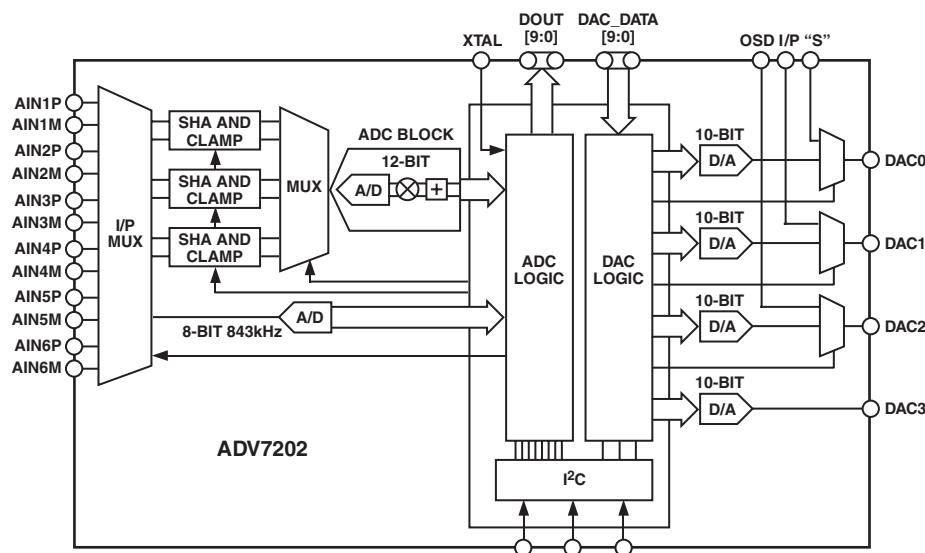 DOUT
[9:0]
DAC_DATA
[9:0]
XTAL
OSD I/P "S"
AIN1P
AIN1M
AIN2P
AIN2M
AIN3P
AIN3M
AIN4P
AIN4M
AIN5P
AIN5M
AIN6P
AIN6M
I/P
MUX
SHA AND
CLAMP
SHA AND
CLAMP
SHA AND
CLAMP
MUX
ADC BLOCK
12-BIT
A/D
8-BIT 843kHz
A/D
ADC
LOGIC
DAC
LOGIC
10-BIT
D/A
DAC0
10-BIT
D/A
DAC1
10-BIT
D/A
DAC2
10-BIT
D/A
DAC3
I²C
ADV7202